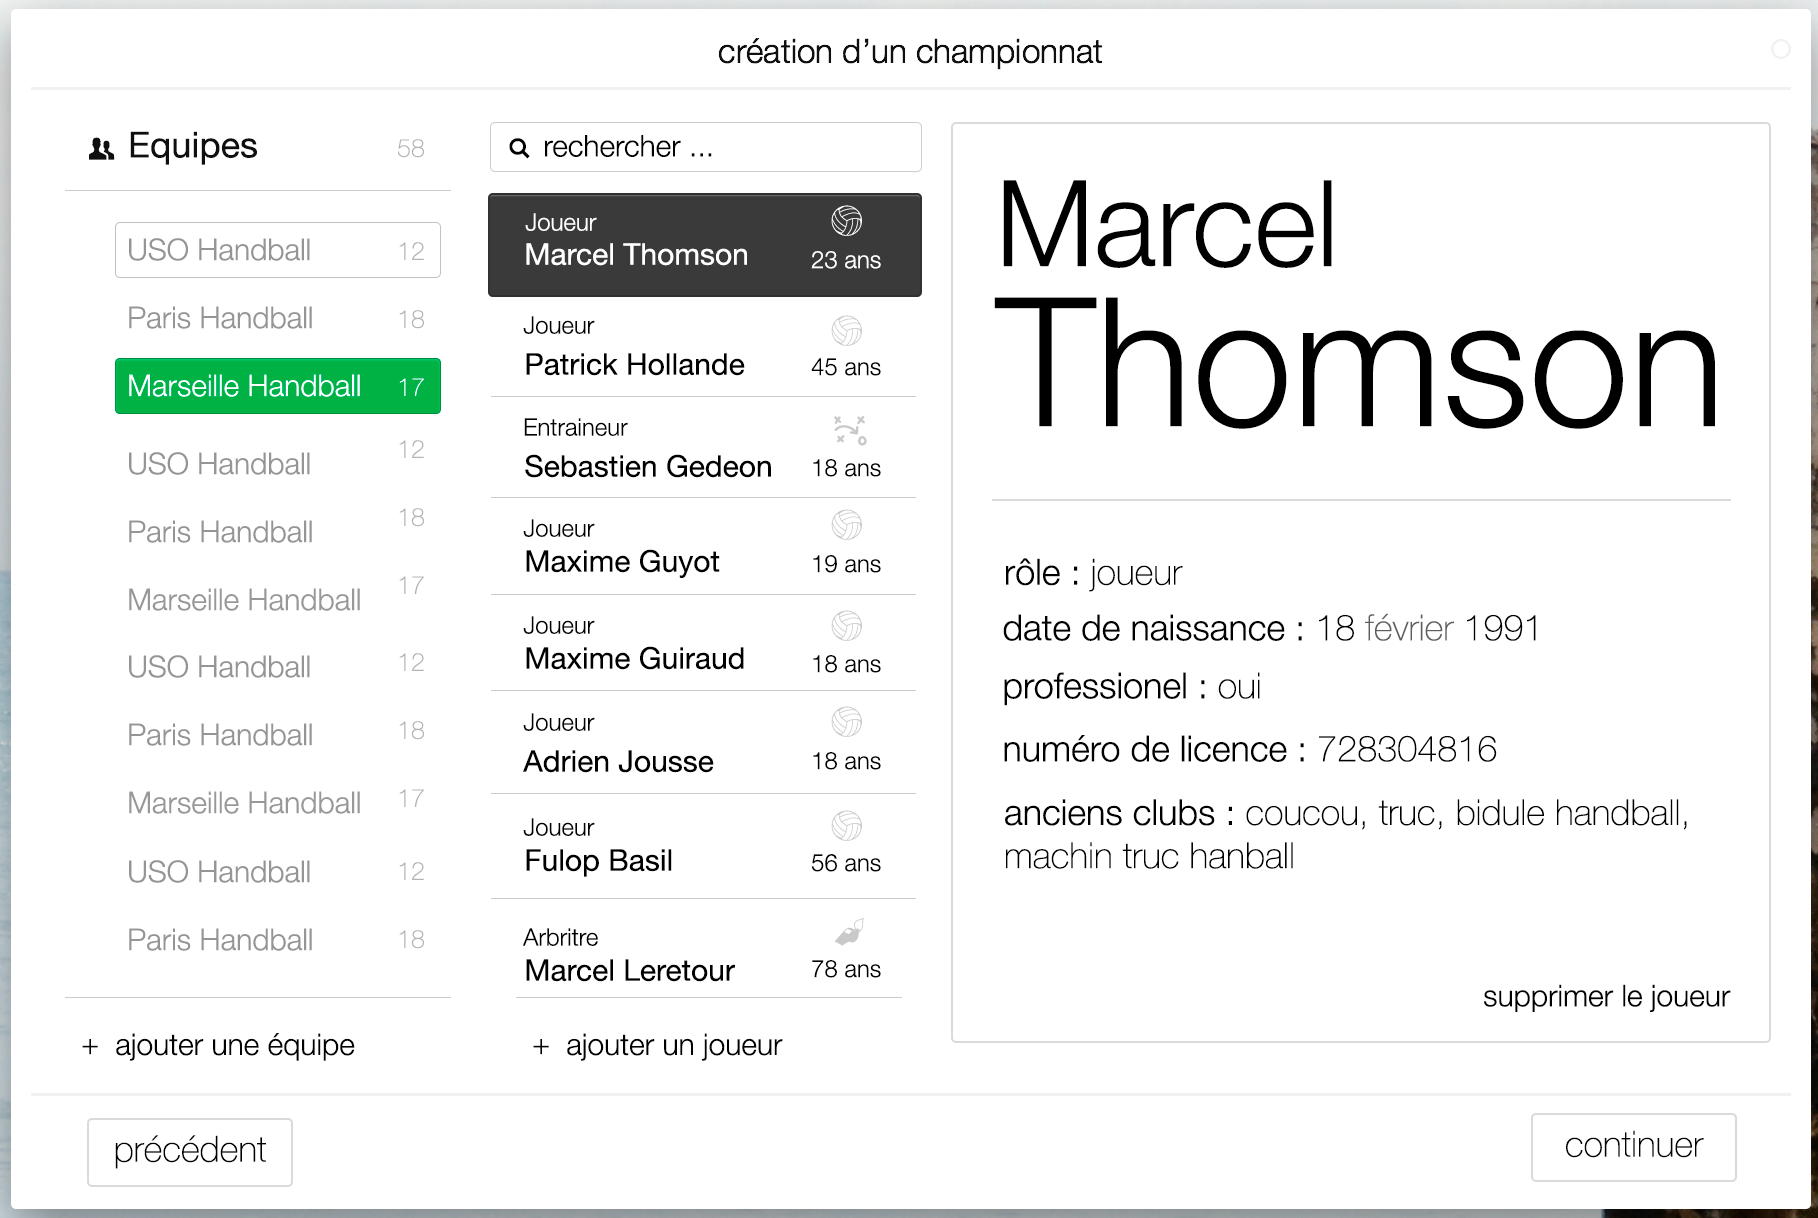 création d'un championnat
Equipes 58
USO Handball 12
Paris Handball 18
Marseille Handball 17
USO Handball 12
Paris Handball 18
Marseille Handball 17
USO Handball 12
Paris Handball 18
Marseille Handball 17
USO Handball 12
Paris Handball 18
+ ajouter une équipe
rechercher ...
Joueur
Marcel Thomson 23 ans
Joueur
Patrick Hollande 45 ans
Entraineur
Sebastien Gedeon 18 ans
Joueur
Maxime Guyot 19 ans
Joueur
Maxime Guiraud 18 ans
Joueur
Adrien Jousse 18 ans
Joueur
Fulop Basil 56 ans
Arbritre
Marcel Leretour 78 ans
+ ajouter un joueur
Marcel
Thomson
rôle : joueur
date de naissance : 18 février 1991
professionel : oui
numéro de licence : 728304816
anciens clubs : coucou, truc, bidule handball,
machin truc hanball
supprimer le joueur
précédent
continuer